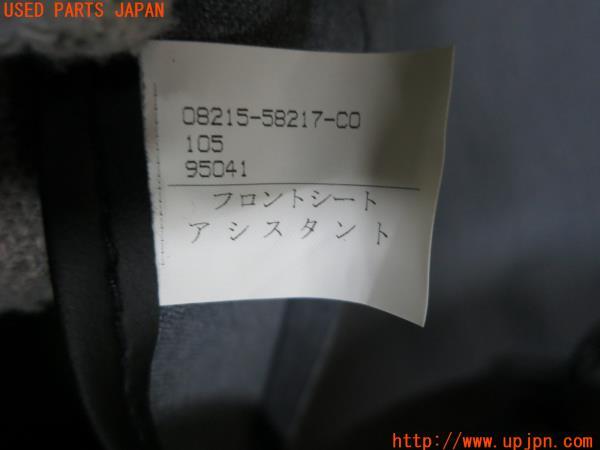 USED PARTS JAPAN
08215-58217-C0
105
95041
フロントシート
アシスタント
http://www.upjpn.com/